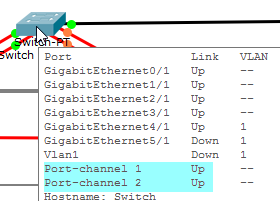 Switch-PT
Switch
Port Link VLAN
GigabitEthernet0/1 Up --
GigabitEthernet1/1 Up --
GigabitEthernet2/1 Up --
GigabitEthernet3/1 Up --
GigabitEthernet4/1 Up 1
GigabitEthernet5/1 Down 1
Vlan1 Down 1
Port-channel 1 Up --
Port-channel 2 Up --
Hostname: Switch